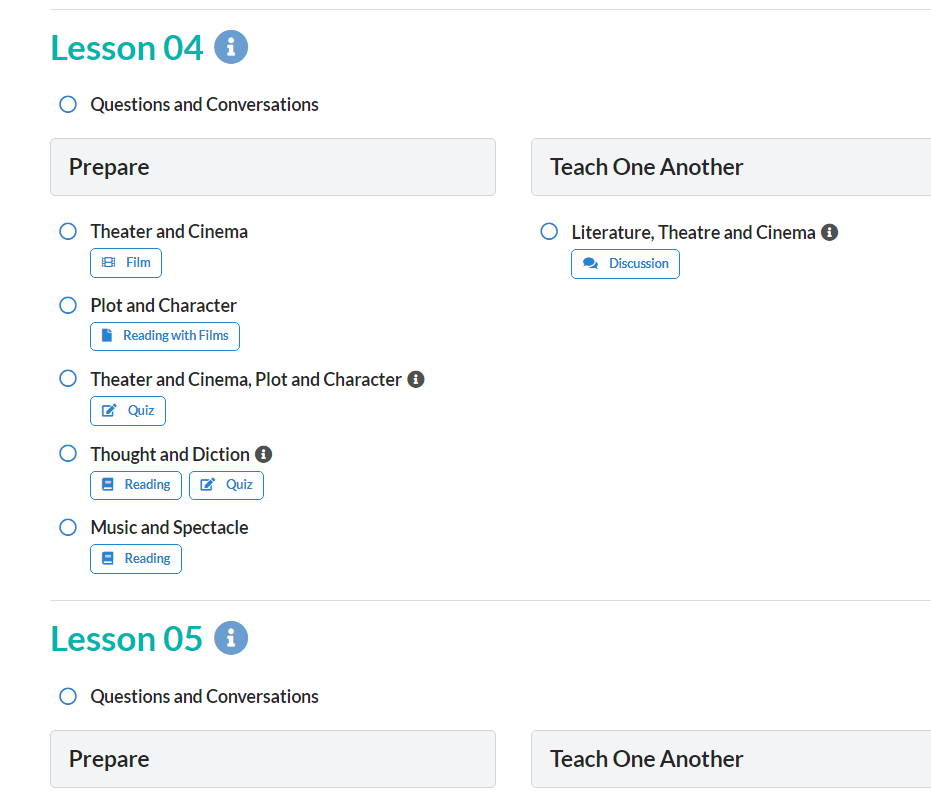 Lesson 04
Questions and Conversations
Prepare
Theater and Cinema
Film
Plot and Character
Reading with Films
Theater and Cinema, Plot and Character
Quiz
Thought and Diction
Reading Quiz
Music and Spectacle
Reading
Teach One Another
Literature, Theatre and Cinema
Discussion
Lesson 05
Questions and Conversations
Prepare
Teach One Another